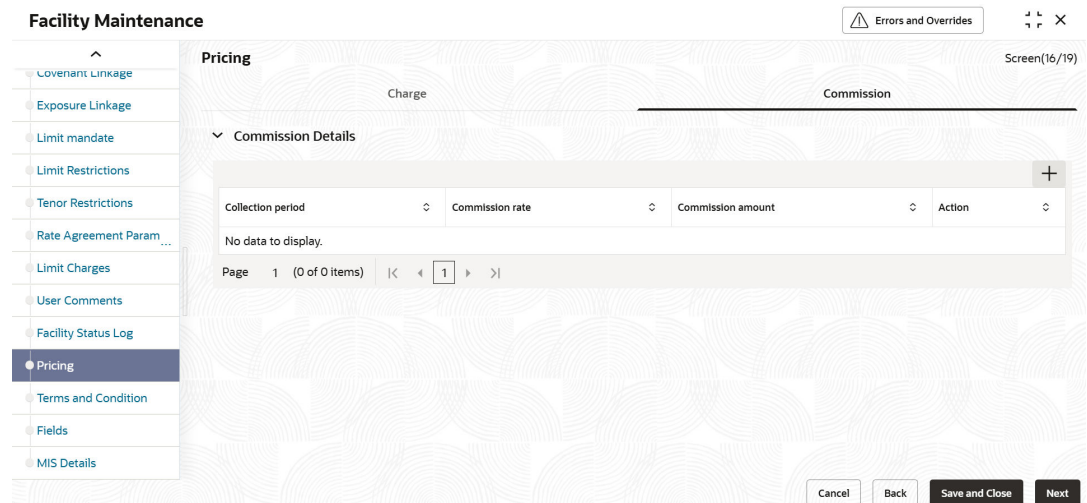 Facility Maintenance
Errors and Overrides
Covenant Linkage
Exposure Linkage
Limit mandate
Limit Restrictions
Tenor Restrictions
Rate Agreement Param...
Limit Charges
User Comments
Facility Status Log
Pricing
Terms and Condition
Fields
MIS Details
Pricing
Screen(16/19)
Charge Commission
Commission Details
Collection period Commission rate Commission amount Action
No data to display.
Page 1 (0 of 0 items) 1
Cancel Back Save and Close Next